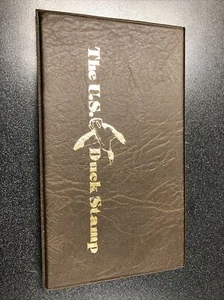 The U.S.
Duck Stamp